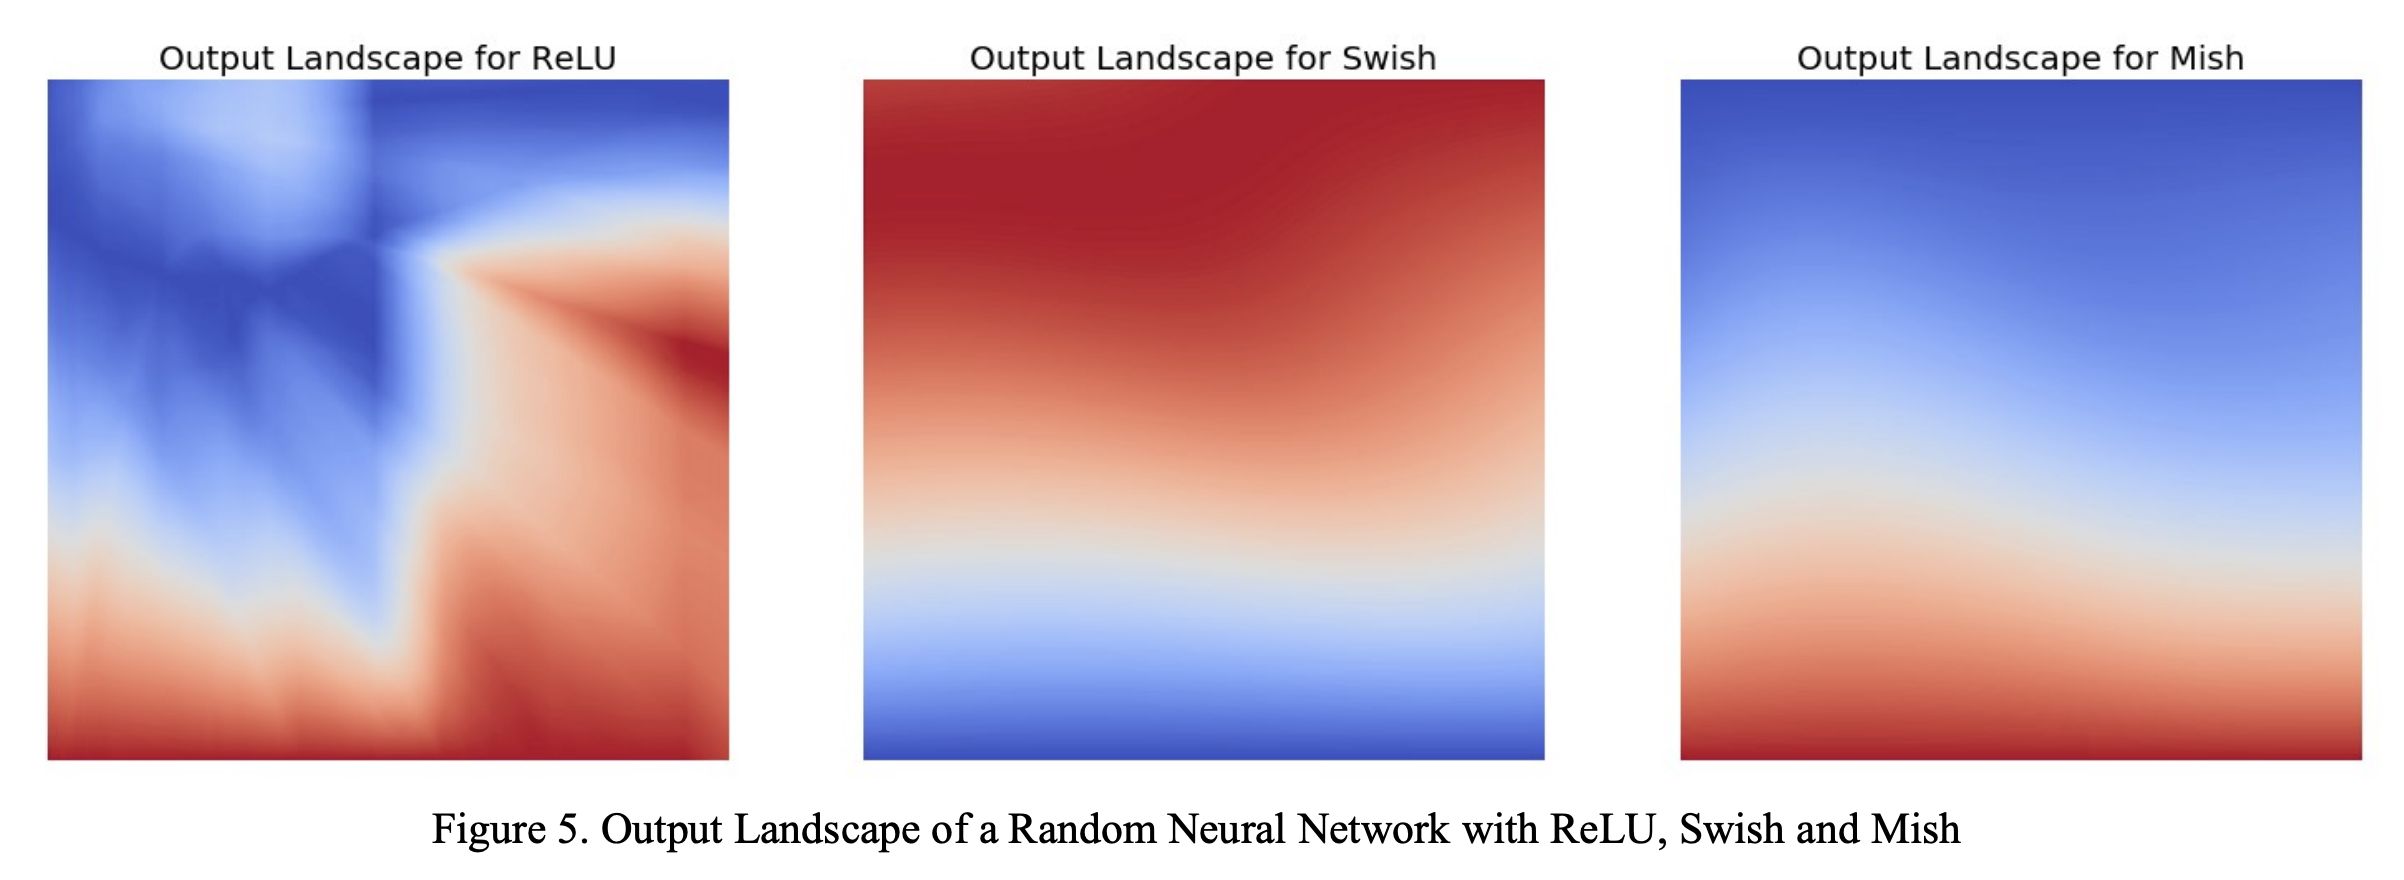 Output Landscape for ReLU
Output Landscape for Swish
Output Landscape for Mish
Figure 5. Output Landscape of a Random Neural Network with ReLU, Swish and Mish